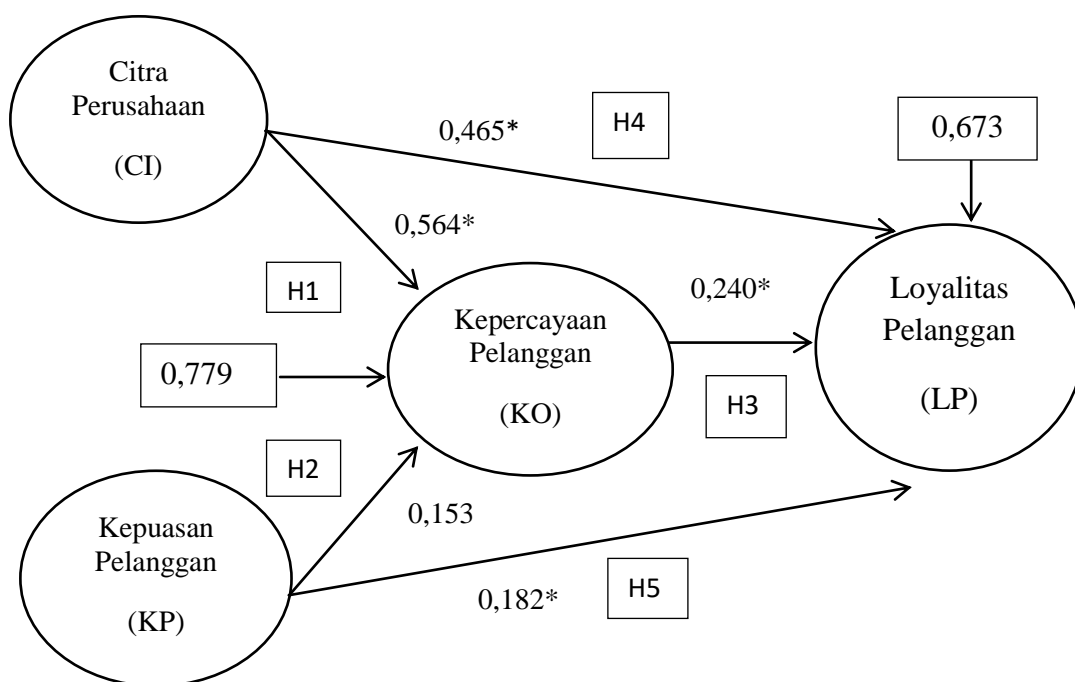 Citra
Perusahaan
(CI)
0,465*
H4
0,673
0,564*
H1
Kepercayaan
Pelanggan
(KO)
0,240*
H3
Loyalitas
Pelanggan
(LP)
0,779
H2
Kepuasan
Pelanggan
(KP)
0,153
0,182*
H5